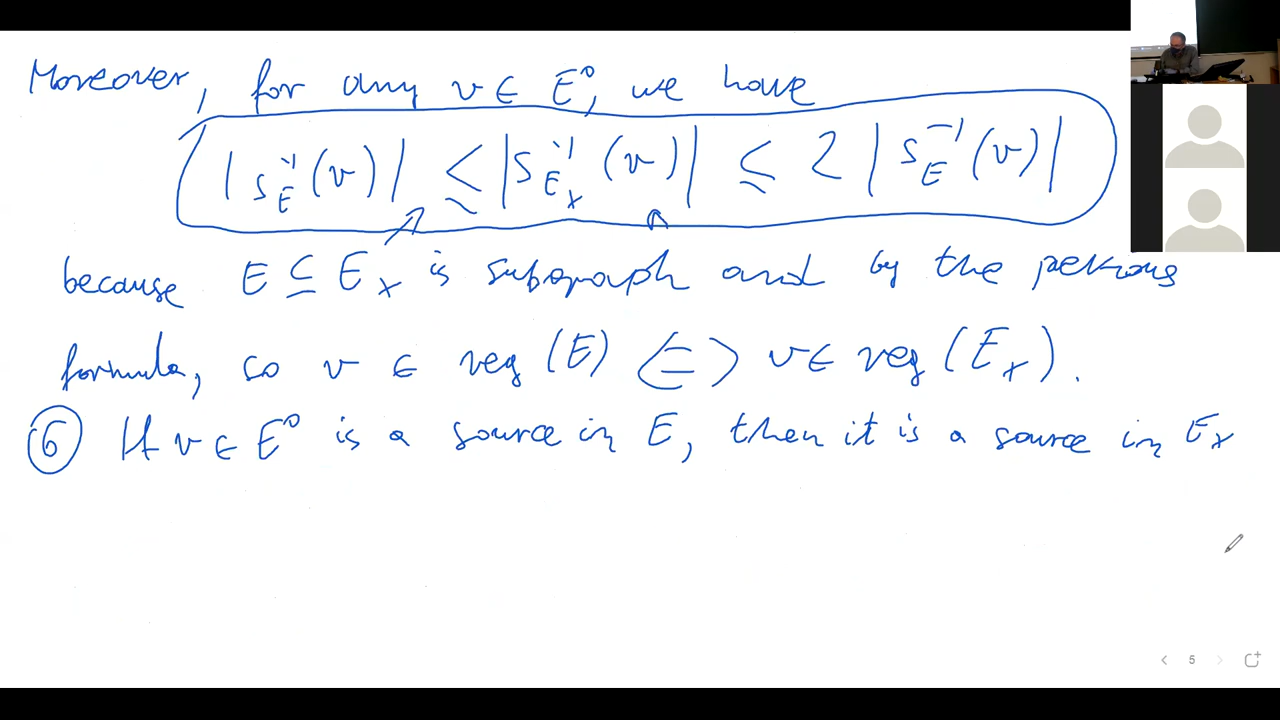 Moreover, for any v ∈ E⁰, we have
|s_E⁻¹(v)| ≤ |s_{E_x}⁻¹(v)| ≤ 2 |s_E⁻¹(v)|
because E ⊆ E_x is subgraph and by the previous
formula, so v ∈ reg(E) ⟺ v ∈ reg(E_x).
⑥ If v ∈ E⁰ is a source in E, then it is a source in E_x
5